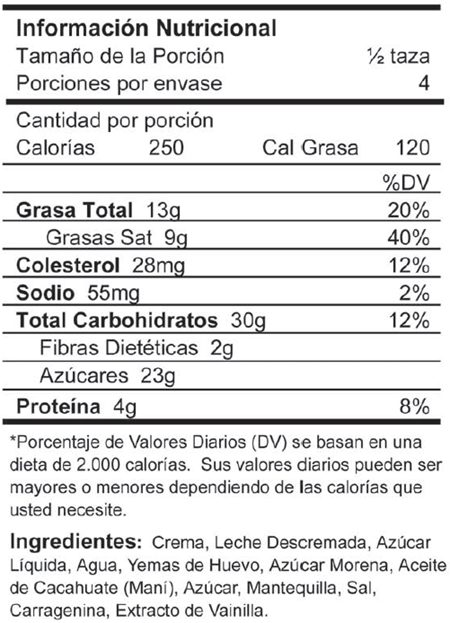 Información Nutricional
Tamaño de la Porción ½ taza
Porciones por envase 4
Cantidad por porción
Calorías 250 Cal Grasa 120
%DV
Grasa Total 13g 20%
Grasas Sat 9g 40%
Colesterol 28mg 12%
Sodio 55mg 2%
Total Carbohidratos 30g 12%
Fibras Dietéticas 2g
Azúcares 23g
Proteína 4g 8%
*Porcentaje de Valores Diarios (DV) se basan en una
dieta de 2.000 calorías. Sus valores diarios pueden ser
mayores o menores dependiendo de las calorías que
usted necesite.
Ingredientes: Crema, Leche Descremada, Azúcar
Líquida, Agua, Yemas de Huevo, Azúcar Morena, Aceite
de Cacahuate (Maní), Azúcar, Mantequilla, Sal,
Carragenina, Extracto de Vainilla.